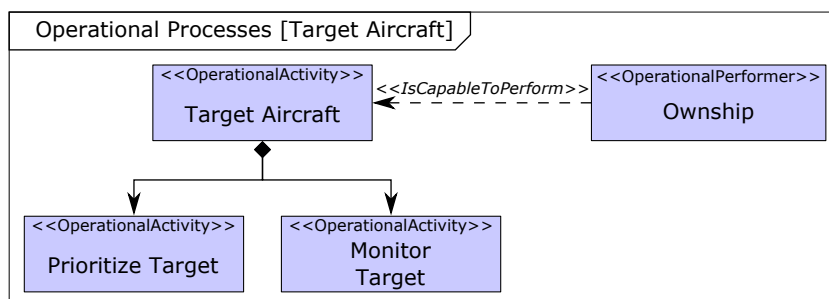 Operational Processes [Target Aircraft]
<<OperationalActivity>>
Target Aircraft
<<IsCapableToPerform>>
<<OperationalPerformer>>
Ownship
<<OperationalActivity>>
Prioritize Target
<<OperationalActivity>>
Monitor
Target